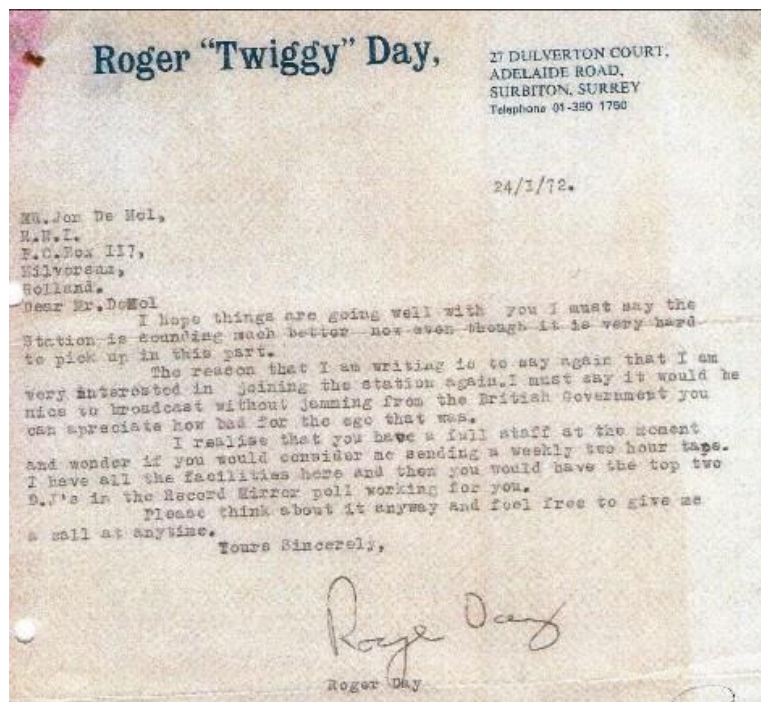 Roger “Twiggy” Day,
27 DULVERTON COURT,
ADELAIDE ROAD,
SURBITON, SURREY
Telephone 01-390 1760
24/I/72.
MR.Jon De Mol,
R.N.I.
P.O.Box II7,
Hilversum,
Holland.
Dear Mr.DeMol
I hope things are going well with you I must say the
Station is sounding much better now even though it is very hard
to pick up in this part.
The reason that I am writing is to say again that I am
very interested in joining the station again.I must say it would be
nice to broadcast without jamming from the British Government you
can apreciate how bad for the ego that was.
I realise that you have a full staff at the moment
and wonder if you would consider me sending a weekly two hour tape.
I have all the facilities here and then you would have the top two
D.J's in the Record Mirror poll working for you.
Please think about it anyway and feel free to give me
a call at anytime.
Yours Sincerely,
Roger Day
Roger Day